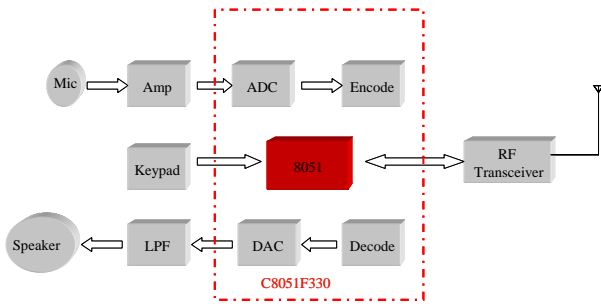 Mic
Amp
ADC
Encode
Keypad
8051
RF
Transceiver
Speaker
LPF
DAC
Decode
C8051F330